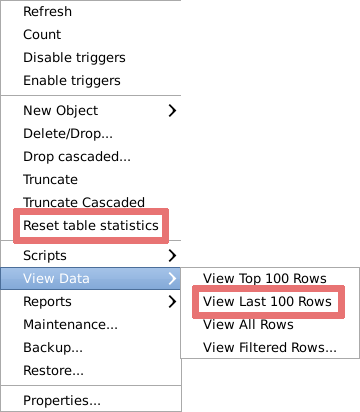 Refresh
Count
Disable triggers
Enable triggers
New Object
Delete/Drop...
Drop cascaded...
Truncate
Truncate Cascaded
Reset table statistics
Scripts
View Data
Reports
Maintenance...
Backup...
Restore...
Properties...
View Top 100 Rows
View Last 100 Rows
View All Rows
View Filtered Rows...